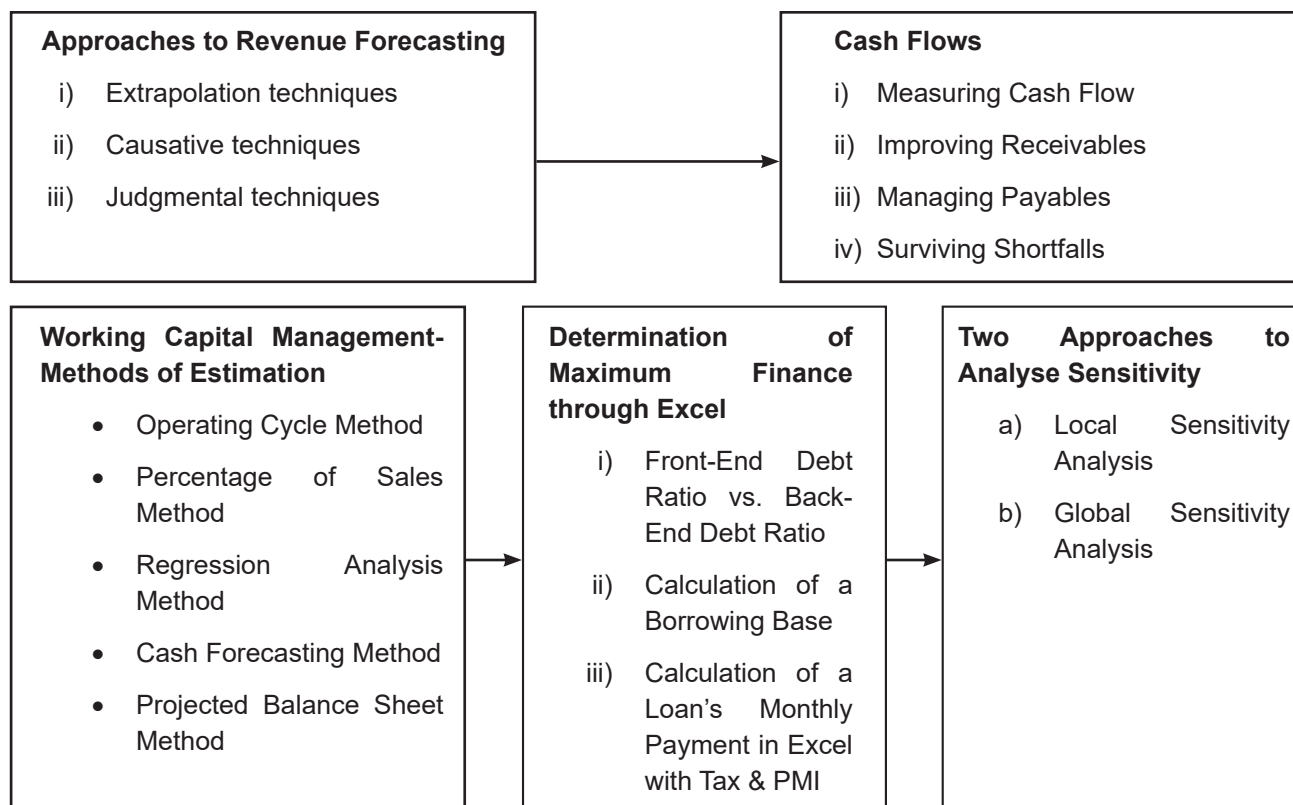 Approaches to Revenue Forecasting
i) Extrapolation techniques
ii) Causative techniques
iii) Judgmental techniques
Cash Flows
i) Measuring Cash Flow
ii) Improving Receivables
iii) Managing Payables
iv) Surviving Shortfalls
Working Capital Management-
Methods of Estimation
• Operating Cycle Method
• Percentage of Sales
Method
• Regression Analysis
Method
• Cash Forecasting Method
• Projected Balance Sheet
Method
Determination of
Maximum Finance
through Excel
i) Front-End Debt
Ratio vs. Back-
End Debt Ratio
ii) Calculation of a
Borrowing Base
iii) Calculation of a
Loan's Monthly
Payment in Excel
with Tax & PMI
Two Approaches to
Analyse Sensitivity
a) Local Sensitivity
Analysis
b) Global Sensitivity
Analysis